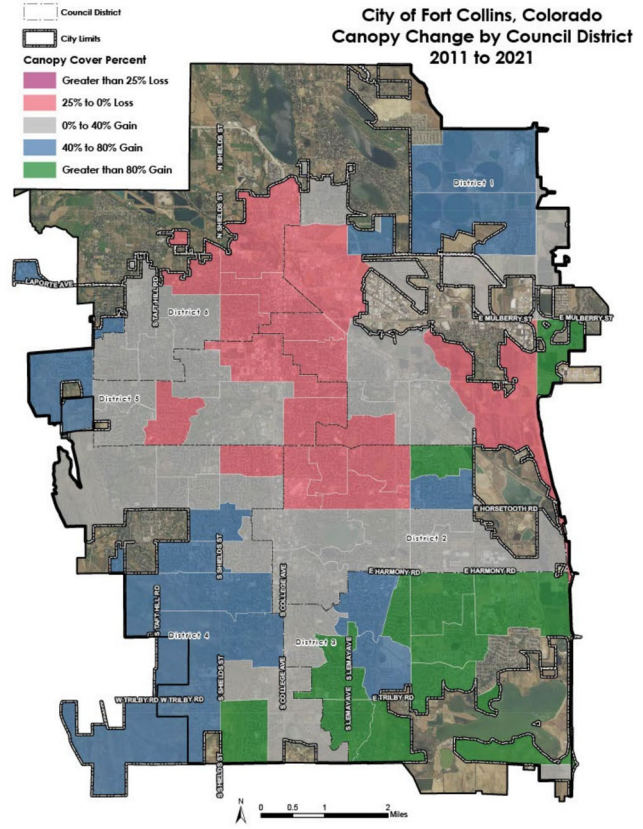 City of Fort Collins, Colorado
Canopy Change by Council District
2011 to 2021
Council District
City Limits
Canopy Cover Percent
Greater than 25% Loss
25% to 0% Loss
0% to 40% Gain
40% to 80% Gain
Greater than 80% Gain
N SHIELDS ST
District 1
N SHIELDS ST
LAPORTE AVE
S TAFT HILL RD
District 6
E MULBERRY ST
E MULBERRY ST
District 5
E HORSETOOTH RD
S SHIELDS ST
District 2
E HARMONY RD
E HARMONY RD
S COLLEGE AVE
S TAFT HILL RD
District 4
District 3
S LEMAY AVE
S SHIELDS ST
S COLLEGE AVE
W TRILBY RD
W TRILBY RD
E TRILBY RD
S LEMAY AVE
S SHIELDS ST
N
0 0.5 1 2
Miles